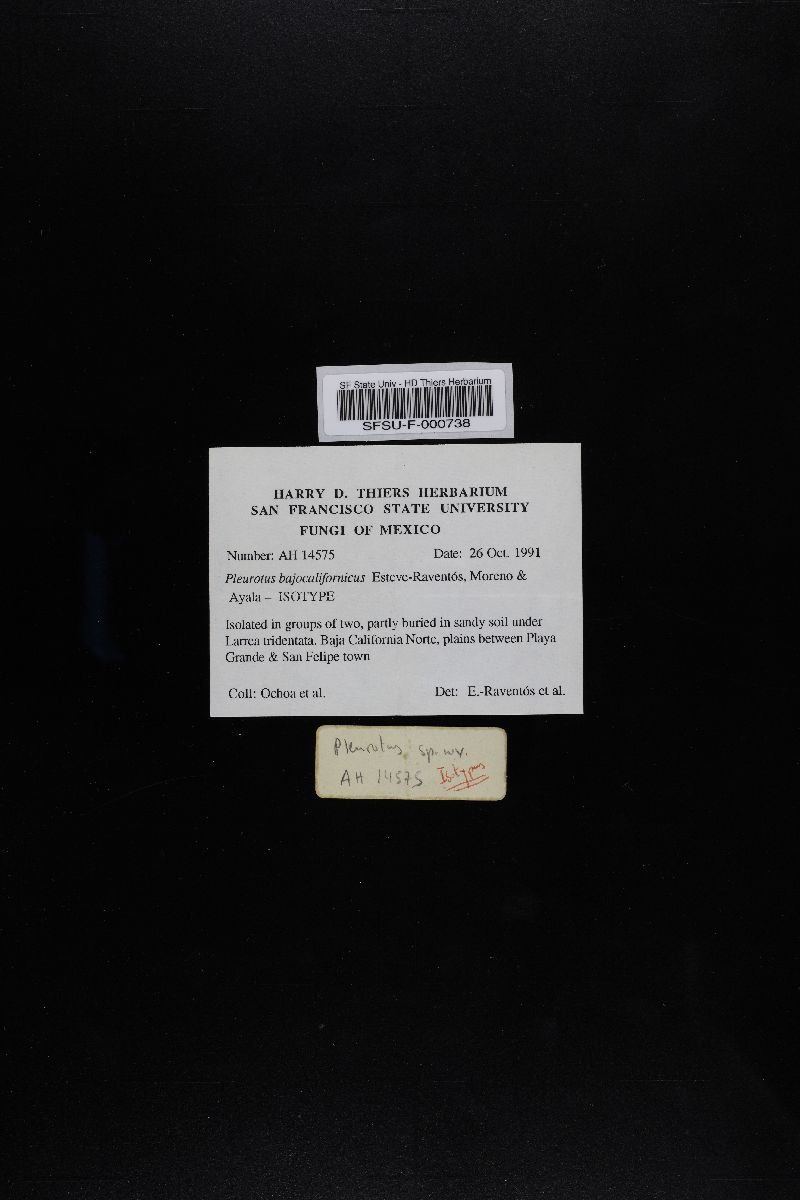 SF State Univ - HD Thiers Herbarium
SFSU-F-000738
HARRY D. THIERS HERBARIUM
SAN FRANCISCO STATE UNIVERSITY
FUNGI OF MEXICO
Number: AH 14575 Date: 26 Oct. 1991
Pleurotus bajocalifornicus Esteve-Raventós, Moreno &
Ayala – ISOTYPE
Isolated in groups of two, partly buried in sandy soil under
Larrea tridentata. Baja California Norte, plains between Playa
Grande & San Felipe town
Coll: Ochoa et al. Det: E.-Raventós et al.
Pleurotus sp. nov.
AH 14575 Isotypus